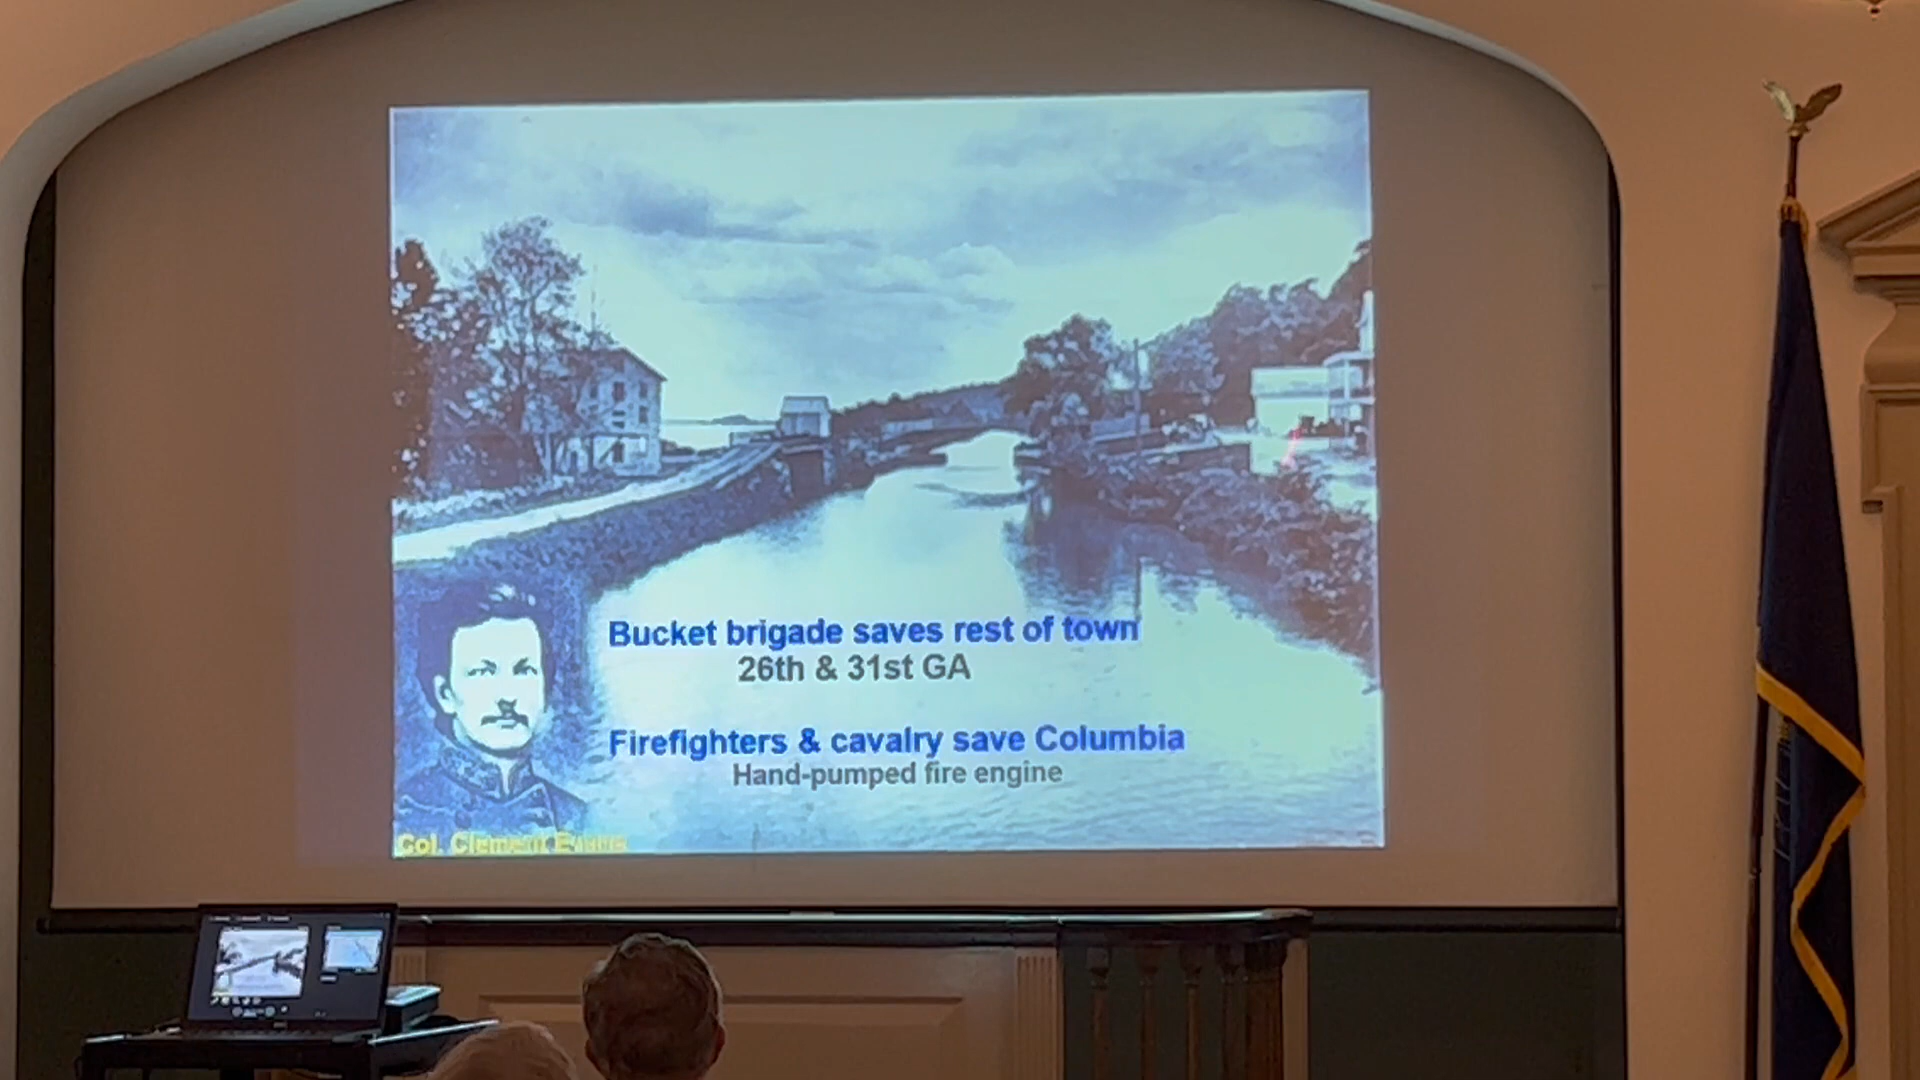 Bucket brigade saves rest of town
26th & 31st GA
Firefighters & cavalry save Columbia
Hand-pumped fire engine
Col. Clement Evans